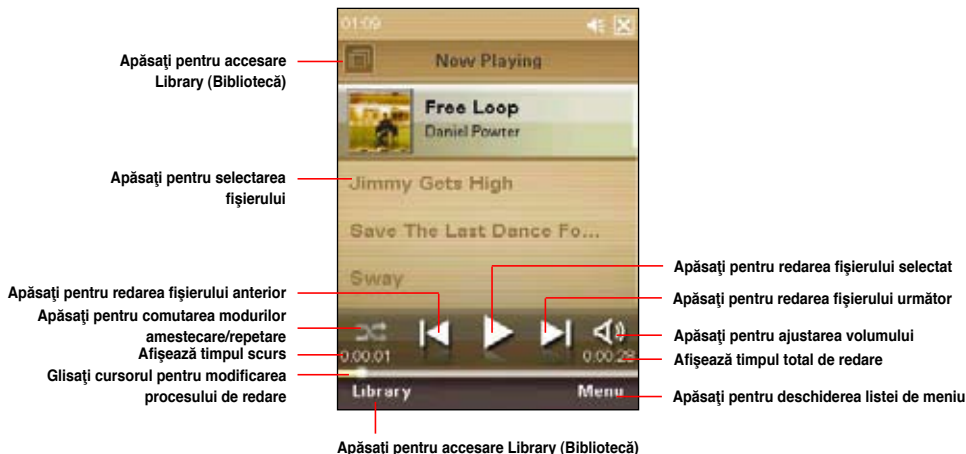 01:09
Apăsaţi pentru accesare
Library (Bibliotecă)
Now Playing
Free Loop
Daniel Powter
Apăsaţi pentru selectarea
fişierului
Jimmy Gets High
Save The Last Dance Fo...
Sway
Apăsaţi pentru redarea fişierului selectat
Apăsaţi pentru redarea fişierului anterior
Apăsaţi pentru redarea fişierului următor
Apăsaţi pentru comutarea modurilor
amestecare/repetare
Apăsaţi pentru ajustarea volumului
Afişează timpul scurs
0:00:01
0:00:28
Afişează timpul total de redare
Glisaţi cursorul pentru modificarea
procesului de redare
Library
Menu
Apăsaţi pentru deschiderea listei de meniu
Apăsaţi pentru accesare Library (Bibliotecă)